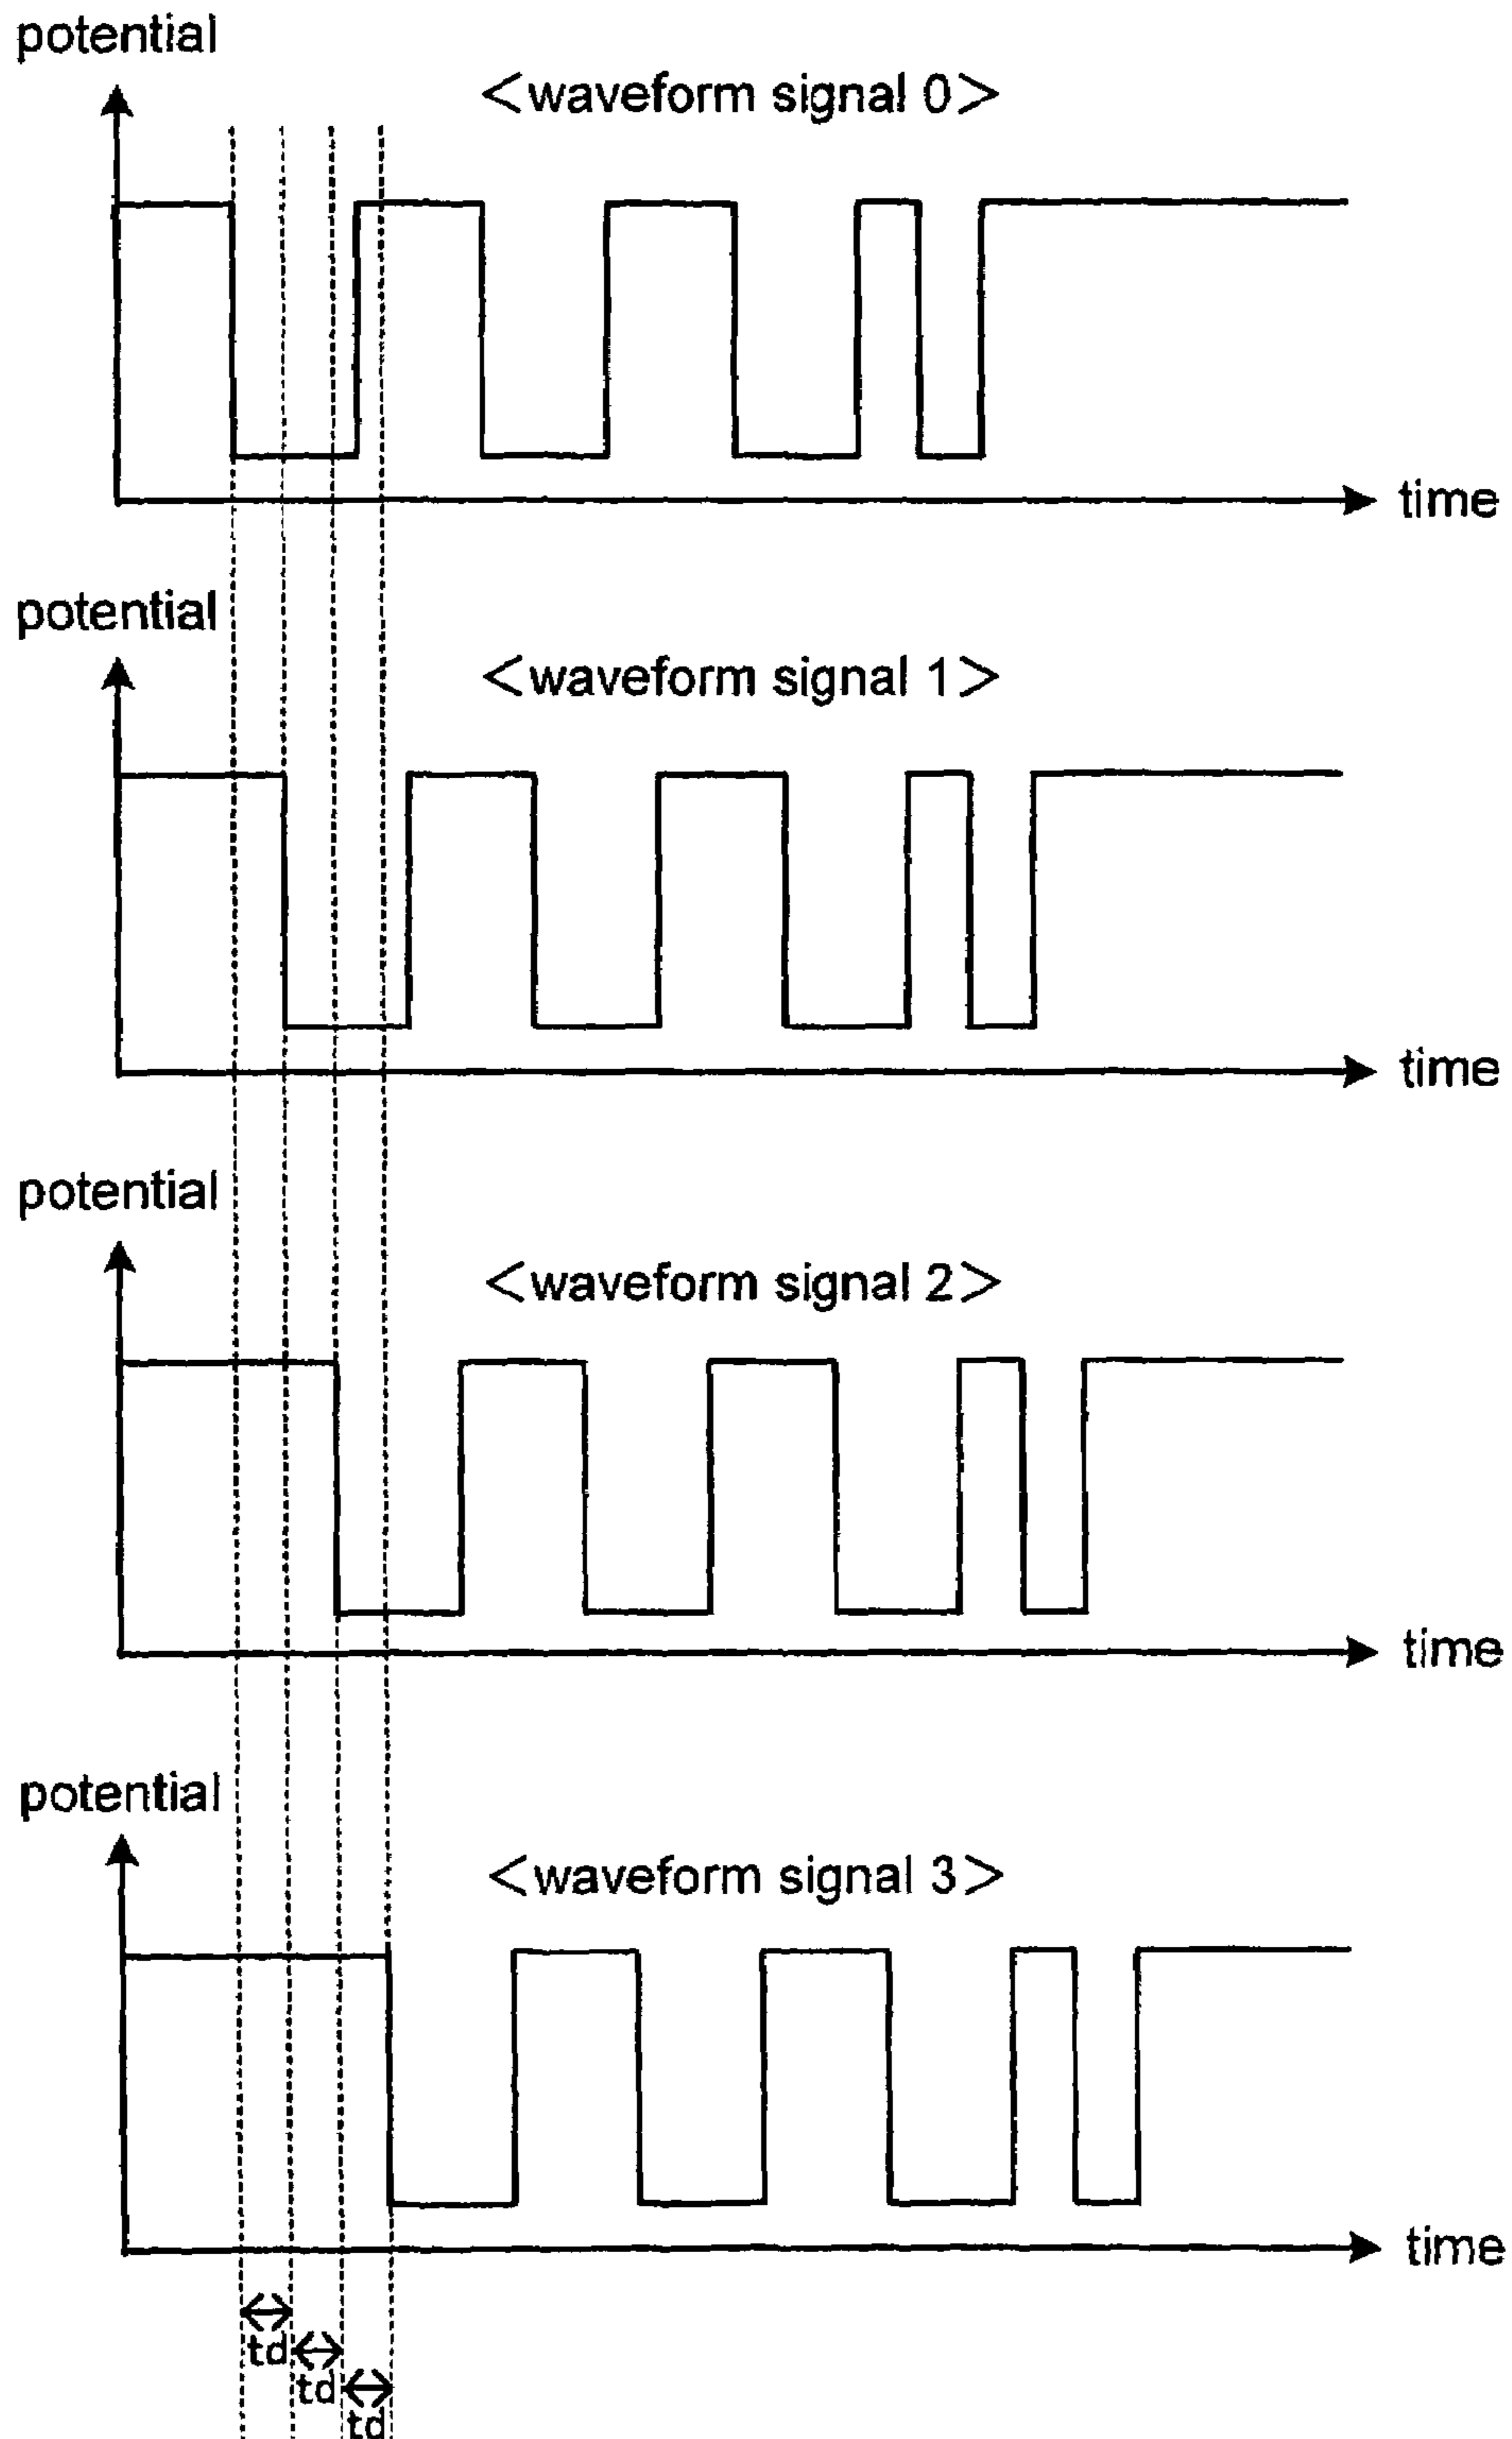 potential
<waveform signal 0>
time
potential
<waveform signal 1>
time
potential
<waveform signal 2>
time
potential
<waveform signal 3>
time
td
td
td